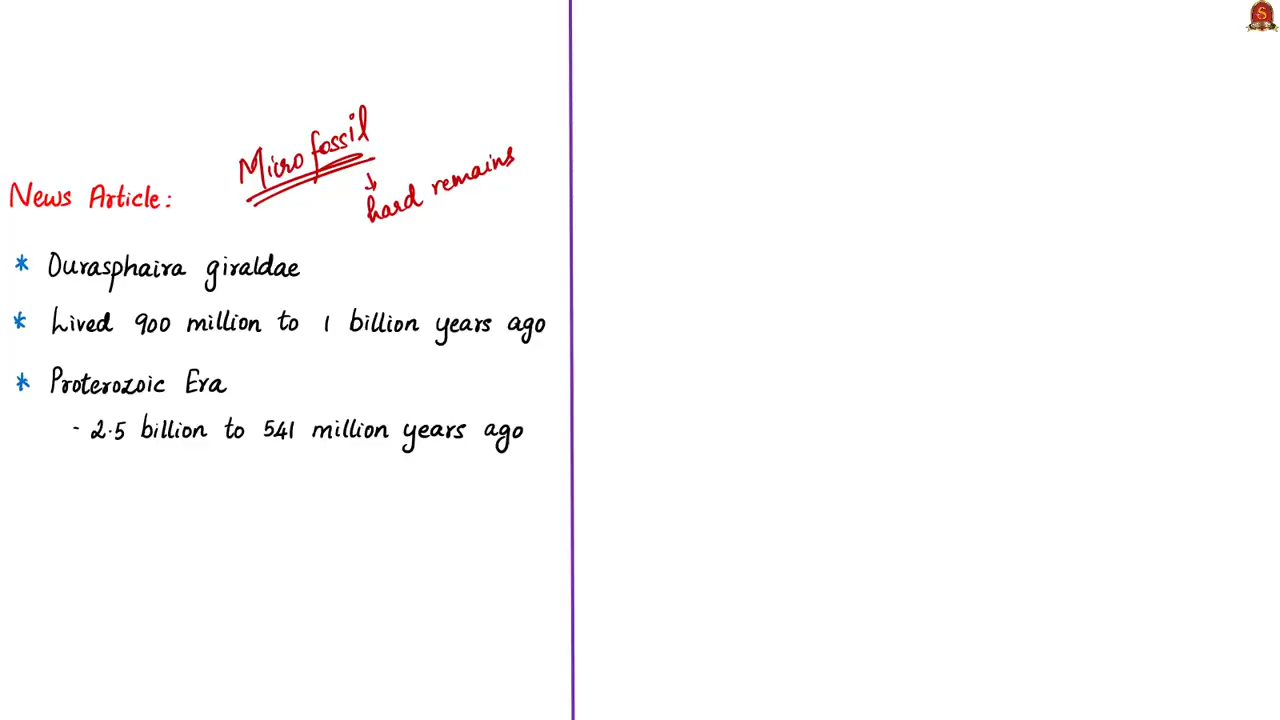 Micro fossil
hard remains
News Article:
* Ourasphaira giraldae
* Lived 900 million to 1 billion years ago
* Proterozoic Era
- 2.5 billion to 541 million years ago